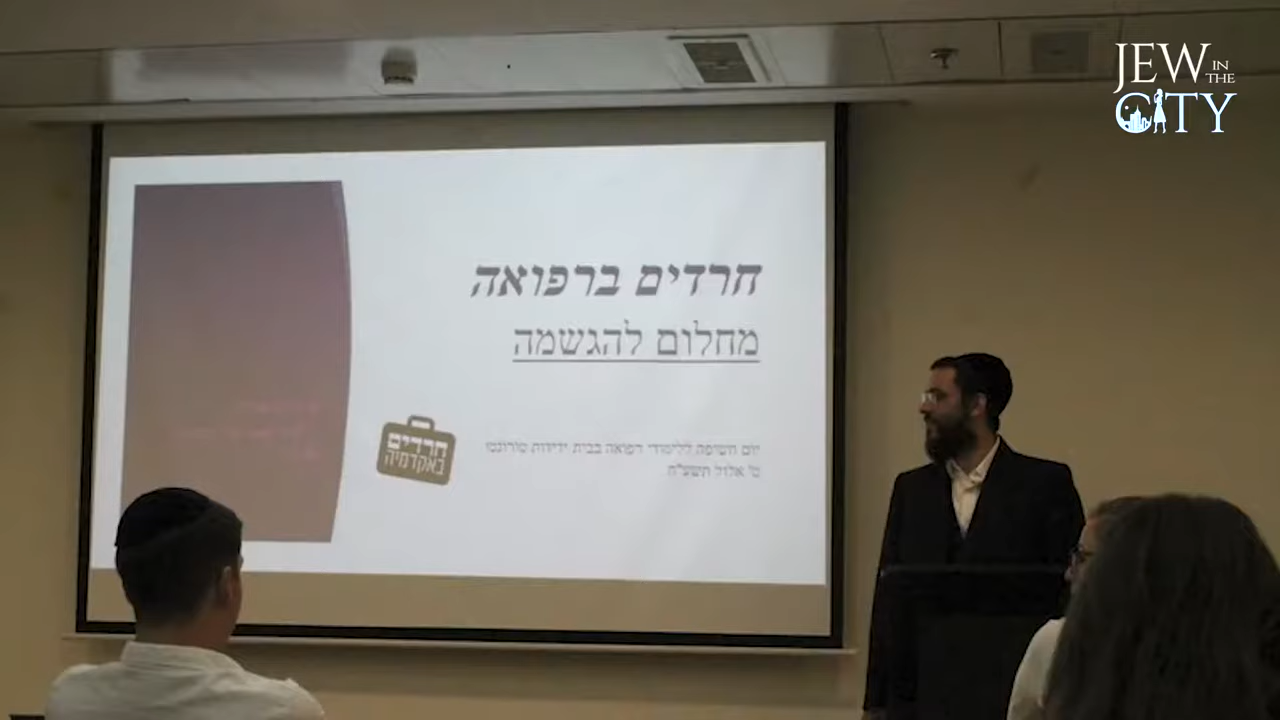 JEW IN THE CITY
חרדים ברפואה
מחלום להגשמה
חרדים
באקדמיה
יום חשיפה ללימודי רפואה בבית ידידות טורונטו
ט' אלול תשע"ח